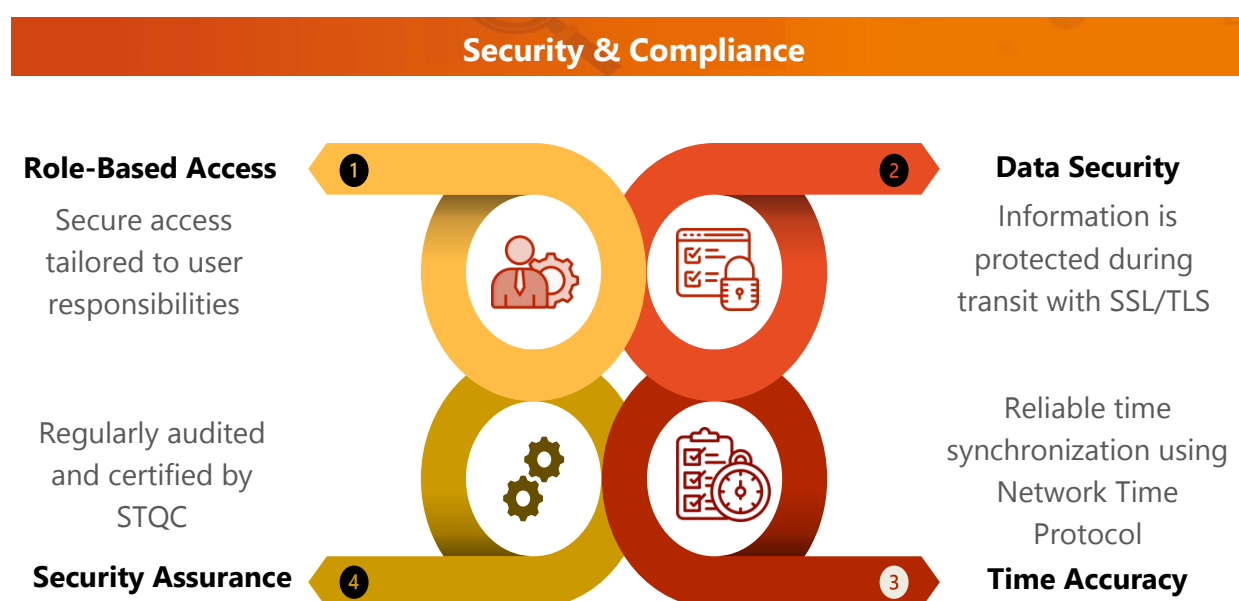 Security & Compliance
Role-Based Access
1
Secure access
tailored to user
responsibilities
2
Data Security
Information is
protected during
transit with SSL/TLS
Regularly audited
and certified by
STQC
Security Assurance
4
Reliable time
synchronization using
Network Time
Protocol
3
Time Accuracy